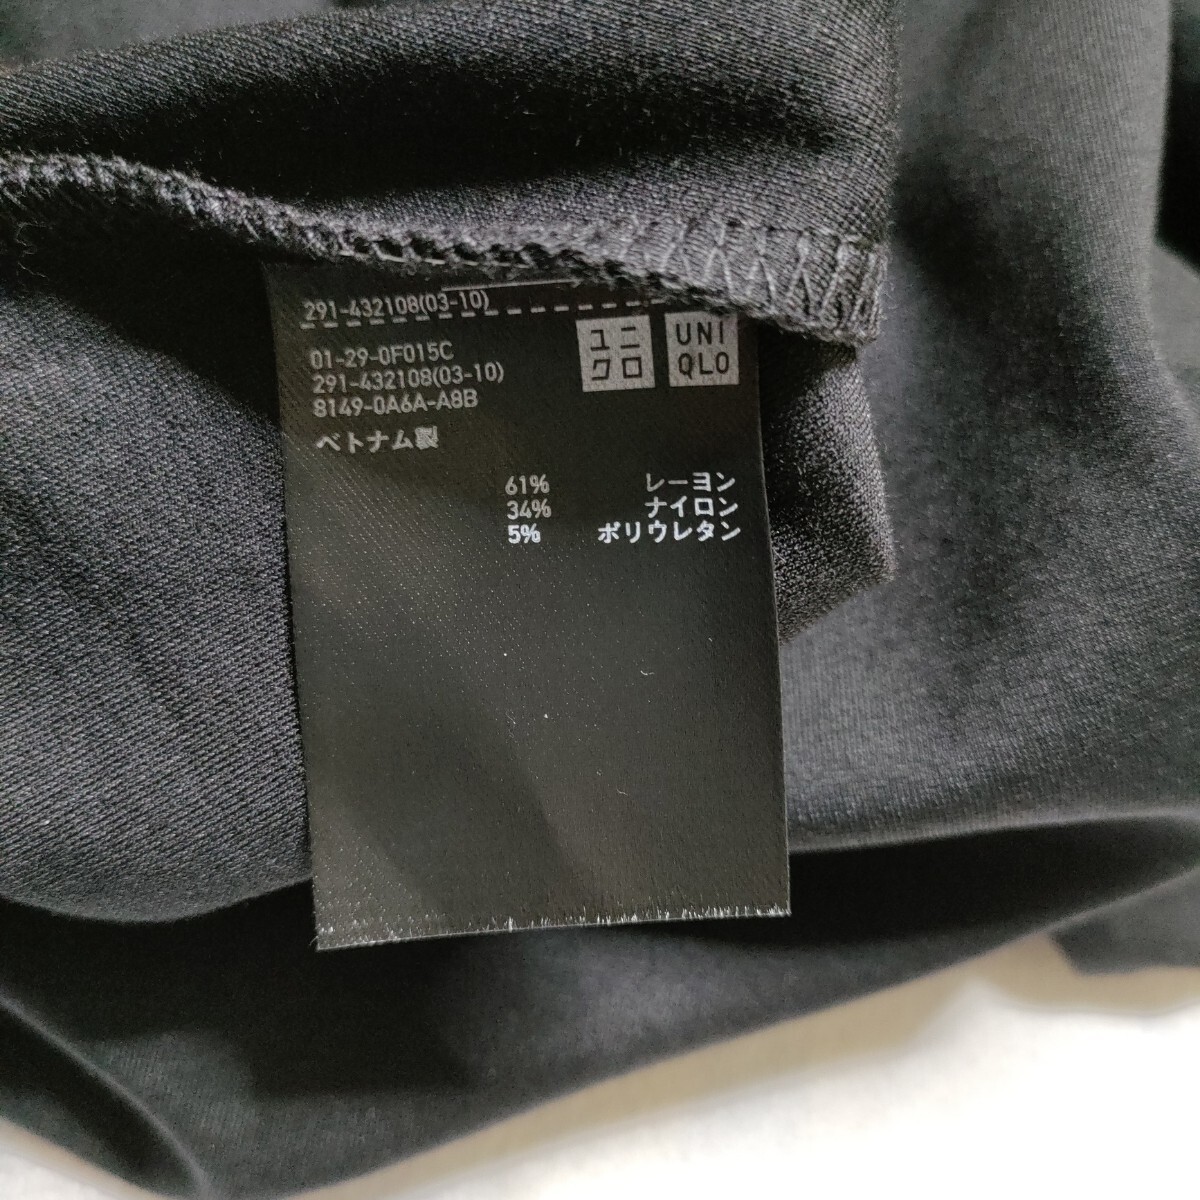 291-432108(03-10)
01-29-0F015C
291-432108(03-10)
8149-0A6A-A8B
ベトナム製
ユニ
クロ
UNI
QLO
61% レーヨン
34% ナイロン
5% ポリウレタン